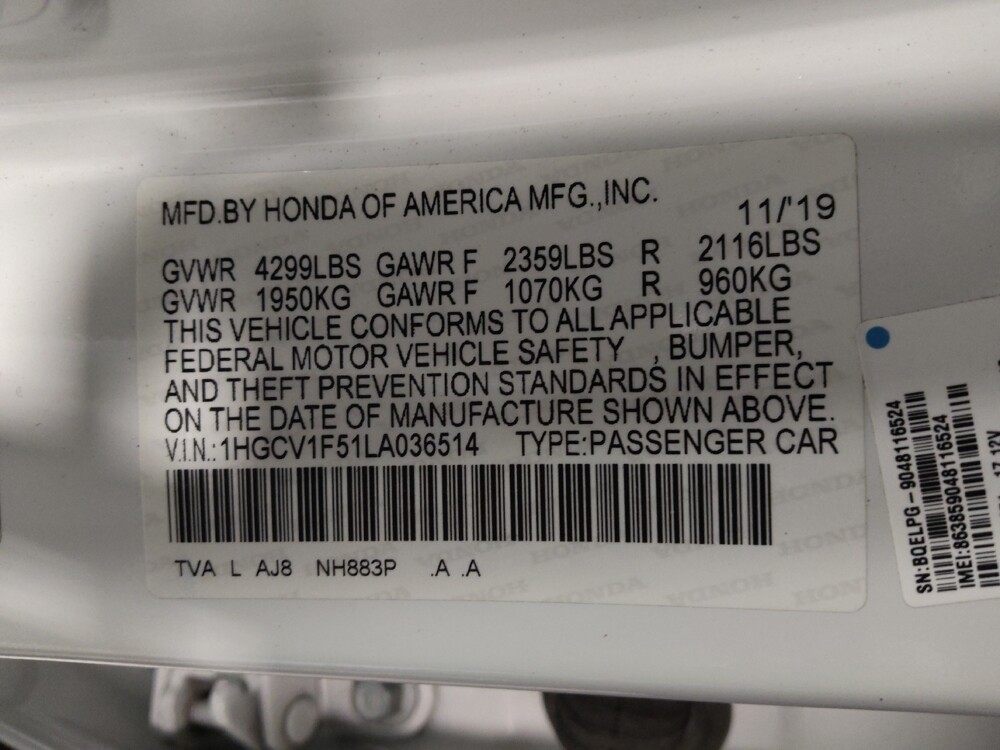 MFD.BY HONDA OF AMERICA MFG.,INC. 11/'19
GVWR 4299LBS GAWR F 2359LBS R 2116LBS
GVWR 1950KG GAWR F 1070KG R 960KG
THIS VEHICLE CONFORMS TO ALL APPLICABLE
FEDERAL MOTOR VEHICLE SAFETY , BUMPER,
AND THEFT PREVENTION STANDARDS IN EFFECT
ON THE DATE OF MANUFACTURE SHOWN ABOVE.
V.I.N.:1HGCV1F51LA036514 TYPE:PASSENGER CAR
TVA L AJ8 NH883P .A .A
SN:BQELPG-9048116524
IMEI:863859048116524
12V